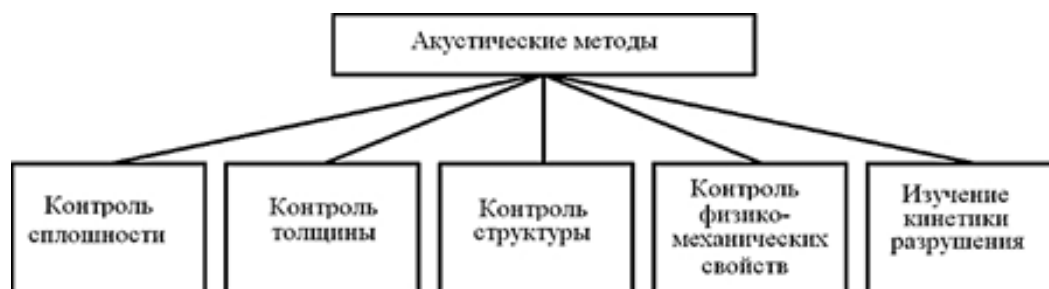 Акустические методы
Контроль
сплошности
Контроль
толщины
Контроль
структуры
Контроль
физико-
механических
свойств
Изучение
кинетики
разрушения